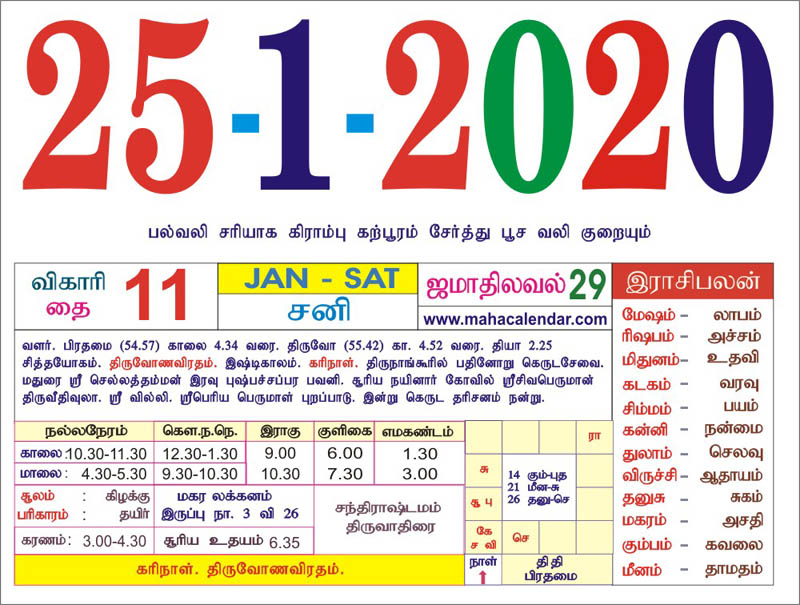 25-1-2020
பல்வலி சரியாக கிராம்பு கற்பூரம் சேர்த்து பூச வலி குறையும்
விகாரி
தை 11
JAN - SAT
சனி
ஜமாதிலவல் 29
www.mahacalendar.com
வளர். பிரதமை (54.57) காலை 4.34 வரை. திருவோ (55.42) கா. 4.52 வரை. தியா 2.25
சித்தயோகம். திருவோணவிரதம். இஷ்டிகாலம். கரிநாள். திருநாங்கூரில் பதினோறு கெருடசேவை.
மதுரை ஸ்ரீ செல்லத்தம்மன் இரவு புஷ்பச்சப்பர பவனி. சூரிய நயினார் கோவில் ஸ்ரீசிவபெருமான்
திருவீதிவுலா. ஸ்ரீ வில்லி. ஸ்ரீபெரிய பெருமாள் புறப்பாடு. இன்று கெருட தரிசனம் நன்று.
இராசிபலன்
மேஷம் – லாபம்
ரிஷபம் – அச்சம்
மிதுனம் – உதவி
கடகம் – வரவு
சிம்மம் – பயம்
கன்னி – நன்மை
துலாம் – செலவு
விருச்சி – ஆதாயம்
தனுசு – சுகம்
மகரம் – அசதி
கும்பம் – கவலை
மீனம் – தாமதம்
நல்லநேரம் கௌ.ந.நெ. இராகு குளிகை எமகண்டம்
காலை:10.30-11.30 12.30-1.30 9.00 6.00 1.30
மாலை: 4.30-5.30 9.30-10.30 10.30 7.30 3.00
சூலம் : கிழக்கு
பரிகாரம் : தயிர்
மகர லக்கனம்
இருப்பு நா. 3 வி 26
சந்திராஷ்டமம்
திருவாதிரை
கரணம் : 3.00-4.30 சூரிய உதயம் 6.35
கரிநாள். திருவோணவிரதம்.
ரா
சு
சூ பு
கே
ச வி
செ
14 கும்-புத
21 மீன-சு
26 தனு-செ
நாள் ↑
திதி
பிரதமை